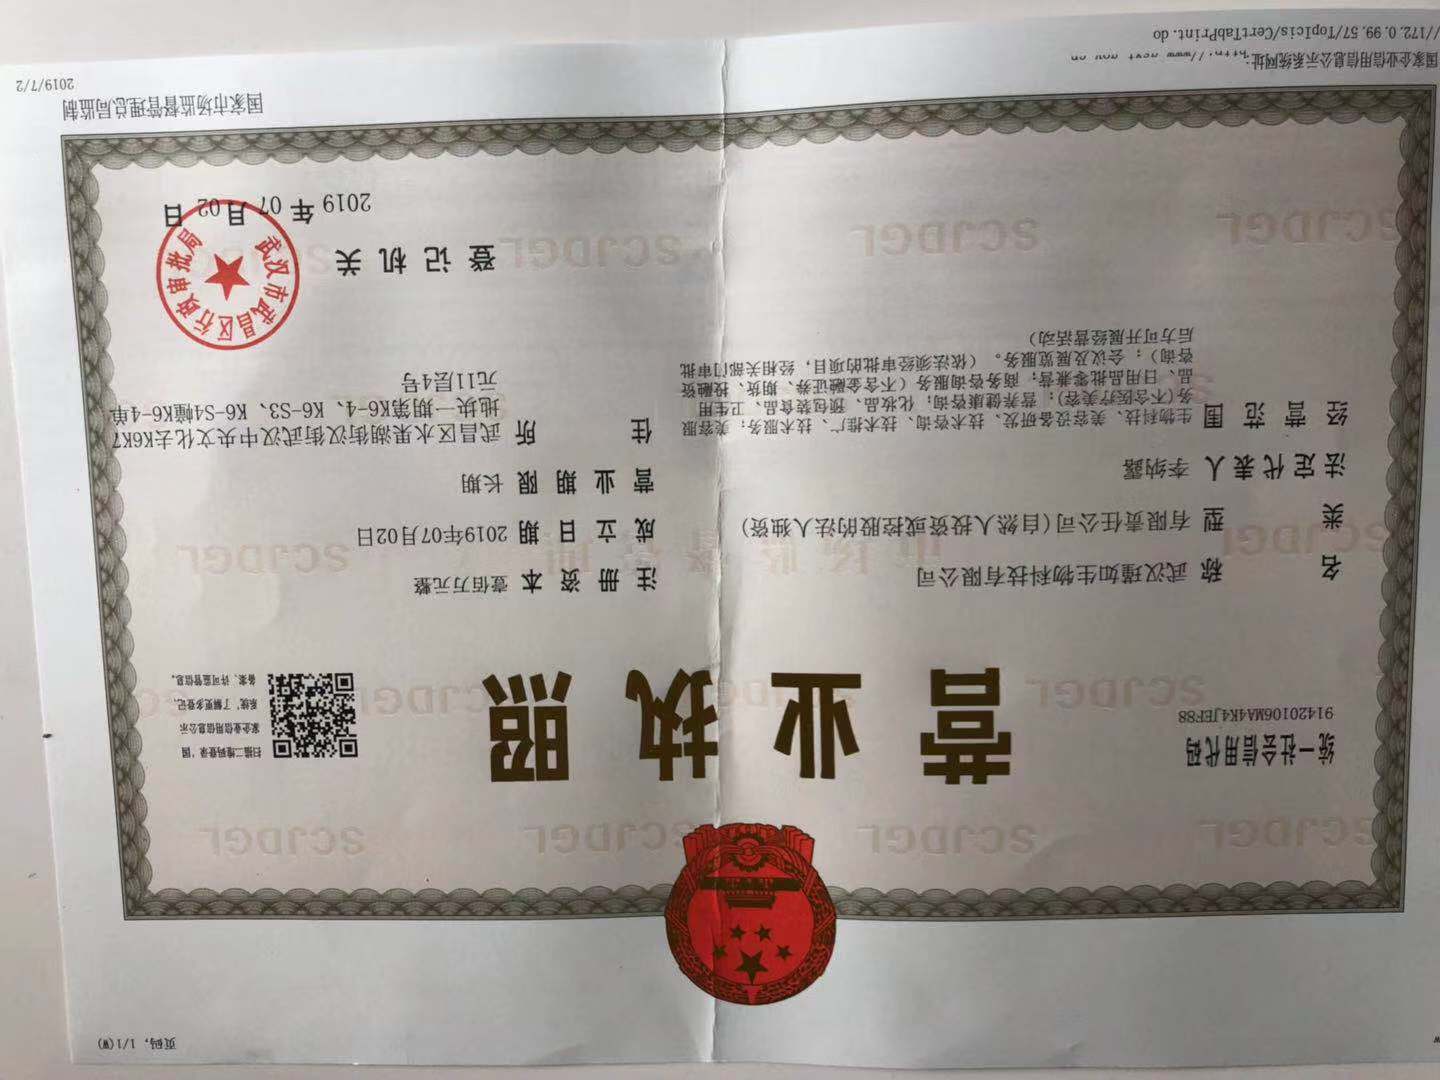 页码，1/1(W)
统一社会信用代码
91420106MA4K4JEF88
营业执照
扫描二维码登录‘国
家企业信用信息公示
系统’了解更多登记、
备案、许可监管信息。
名 称 武汉瑾如生物科技有限公司
类 型 有限责任公司(自然人投资或控股的法人独资)
法定代表人 李纳露
经营范围 生物科技、美容设备研发、技术咨询、技术推广、技术服务；美容服
务(不含医疗美容)；营养健康咨询；化妆品、预包装食品、卫生用
品、日用品批零兼营；商务咨询服务（不含金融证券、期货、投融资
咨询）；会议及展览服务。（依法须经审批的项目，经相关部门审批
后方可开展经营活动）
注册资本 壹佰万元整
成立日期 2019年07月02日
营业期限 长期
住 所 武昌区水果湖街汉街武汉中央文化去K6K7
地块一期第K6-4、K6-S3、K6-S4幢K6-4单
元11层4号
登记机关
武汉市武昌区行政审批局
2019年07月02日
国家企业信用信息公示系统网址：
国家市场监督管理总局监制
//172.0.99.57/TopIcis/CertTabPrint.do
2019/7/2
SCJDGL